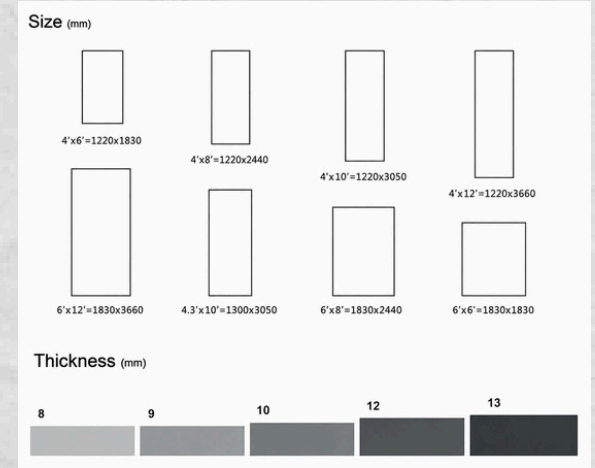 Size (mm)
4'x6'=1220x1830
4'x8'=1220x2440
4'x10'=1220x3050
4'x12'=1220x3660
6'x12'=1830x3660
4.3'x10'=1300x3050
6'x8'=1830x2440
6'x6'=1830x1830
Thickness (mm)
8
9
10
12
13